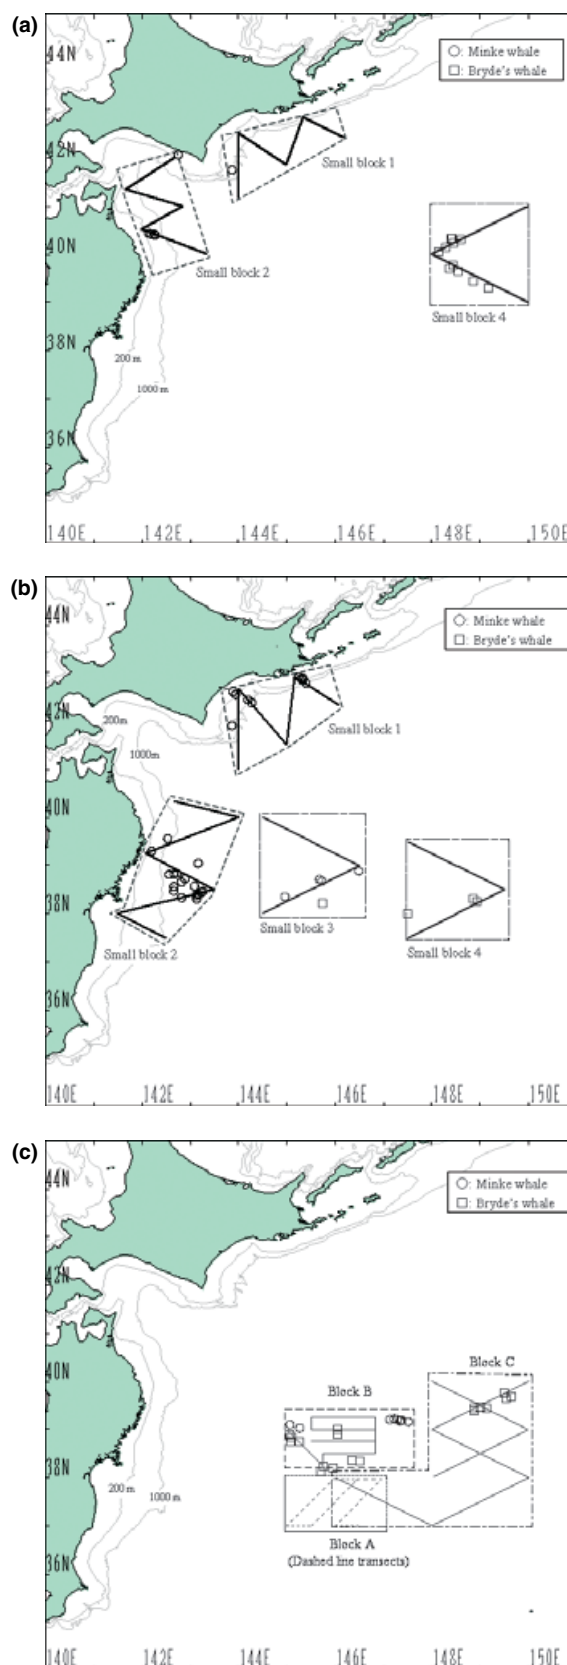 (a)
44N
○: Minke whale
□: Bryde's whale
42N
Small block 1
40N
Small block 2
Small block 4
38N
200 m
1000 m
36N
140E 142E 144E 146E 148E 150E
(b)
44N
○: Minke whale
□: Bryde's whale
42N
200m
Small block 1
1000m
40N
38N
Small block 2
Small block 3
Small block 4
36N
140E 142E 144E 146E 148E 150E
(c)
44N
○: Minke whale
□: Bryde's whale
42N
40N
Block C
Block B
38N
200 m
1000 m
Block A
(Dashed line transects)
36N
140E 142E 144E 146E 148E 150E